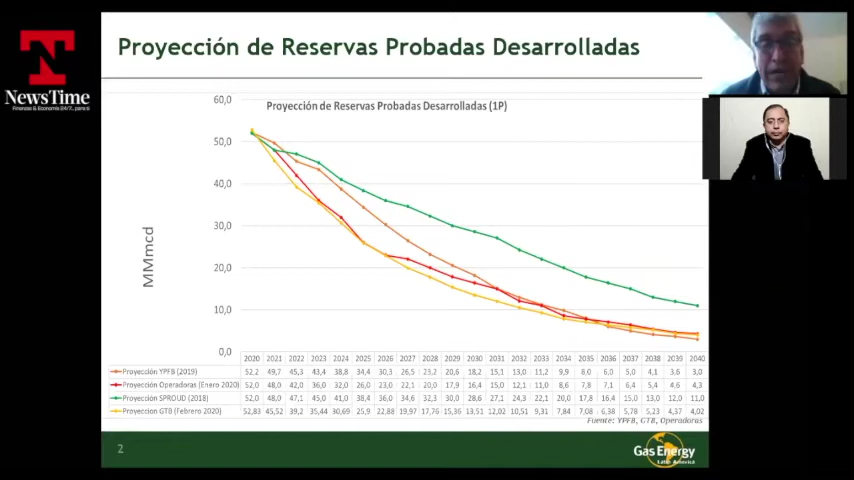 NewsTime
Finanzas & Economía 24/7...para ti
Proyección de Reservas Probadas Desarrolladas
Proyección de Reservas Probadas Desarrolladas (1P)
60,0
50,0
40,0
30,0
20,0
10,0
0,0
MMmcd
2020 2021 2022 2023 2024 2025 2026 2027 2028 2029 2030 2031 2032 2033 2034 2035 2036 2037 2038 2039 2040
Proyección YPFB (2019) 52,2 49,7 45,3 43,4 38,8 34,4 30,3 26,5 23,2 20,6 18,2 15,1 13,0 11,2 9,9 8,0 6,0 5,0 4,1 3,6 3,0
Proyección Operadoras (Enero 2020) 52,0 48,0 42,0 36,0 32,0 26,0 23,0 22,1 20,0 17,9 16,4 15,0 12,1 11,0 8,6 7,8 7,1 6,4 5,4 4,6 4,3
Proyección SPROUD (2018) 52,0 48,0 47,1 45,0 41,0 38,4 36,0 34,6 32,3 30,0 28,6 27,1 24,3 22,1 20,0 17,8 16,4 15,0 13,0 12,0 11,0
Proyeccion GTB (Febrero 2020) 52,83 45,52 39,2 35,44 30,69 25,9 22,88 19,97 17,76 15,36 13,51 12,02 10,51 9,31 7,84 7,08 6,38 5,78 5,23 4,37 4,02
Fuente: YPFB, GTB, Operadoras
2
Gas Energy
Latin America